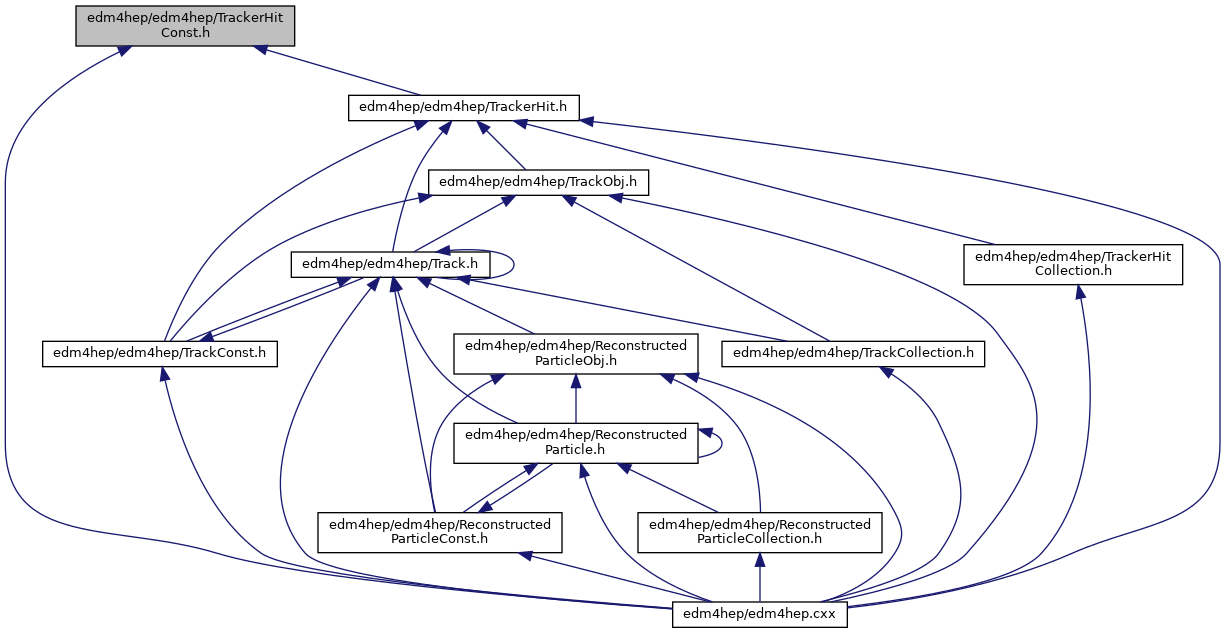 edm4hep/edm4hep/TrackerHit
Const.h
edm4hep/edm4hep/TrackerHit.h
edm4hep/edm4hep/TrackObj.h
edm4hep/edm4hep/Track.h
edm4hep/edm4hep/TrackerHit
Collection.h
edm4hep/edm4hep/TrackConst.h
edm4hep/edm4hep/Reconstructed
ParticleObj.h
edm4hep/edm4hep/TrackCollection.h
edm4hep/edm4hep/Reconstructed
Particle.h
edm4hep/edm4hep/Reconstructed
ParticleConst.h
edm4hep/edm4hep/Reconstructed
ParticleCollection.h
edm4hep/edm4hep.cxx